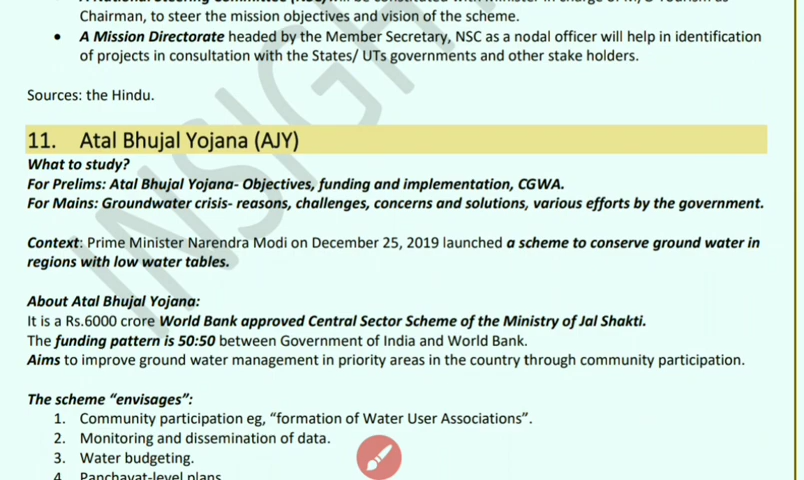 Chairman, to steer the mission objectives and vision of the scheme.
• A Mission Directorate headed by the Member Secretary, NSC as a nodal officer will help in identification
of projects in consultation with the States/ UTs governments and other stake holders.
Sources: the Hindu.
11. Atal Bhujal Yojana (AJY)
What to study?
For Prelims: Atal Bhujal Yojana- Objectives, funding and implementation, CGWA.
For Mains: Groundwater crisis- reasons, challenges, concerns and solutions, various efforts by the government.
Context: Prime Minister Narendra Modi on December 25, 2019 launched a scheme to conserve ground water in
regions with low water tables.
About Atal Bhujal Yojana:
It is a Rs.6000 crore World Bank approved Central Sector Scheme of the Ministry of Jal Shakti.
The funding pattern is 50:50 between Government of India and World Bank.
Aims to improve ground water management in priority areas in the country through community participation.
The scheme “envisages”:
1. Community participation eg, “formation of Water User Associations”.
2. Monitoring and dissemination of data.
3. Water budgeting.
4. Panchayat-level plans
INSIGH